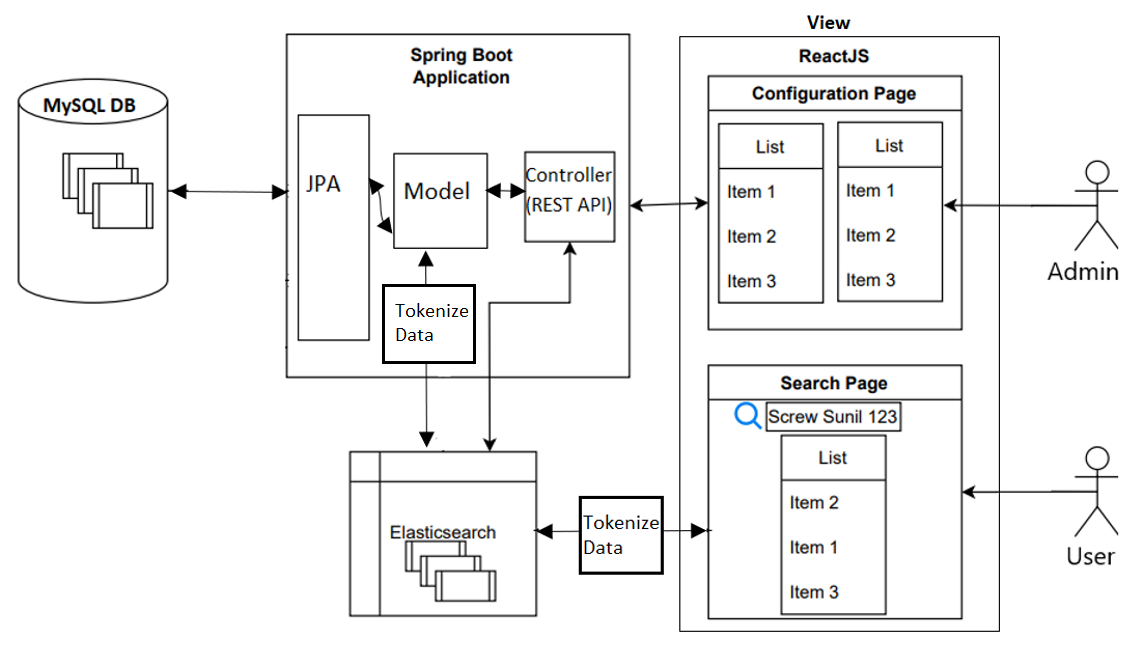 View
Spring Boot
Application
ReactJS
MySQL DB
Configuration Page
List
List
JPA
Model
Controller
(REST API)
Item 1
Item 1
Item 2
Item 2
Item 3
Item 3
Admin
Tokenize
Data
Search Page
Screw Sunil 123
List
Item 2
Item 1
Item 3
Elasticsearch
Tokenize
Data
User